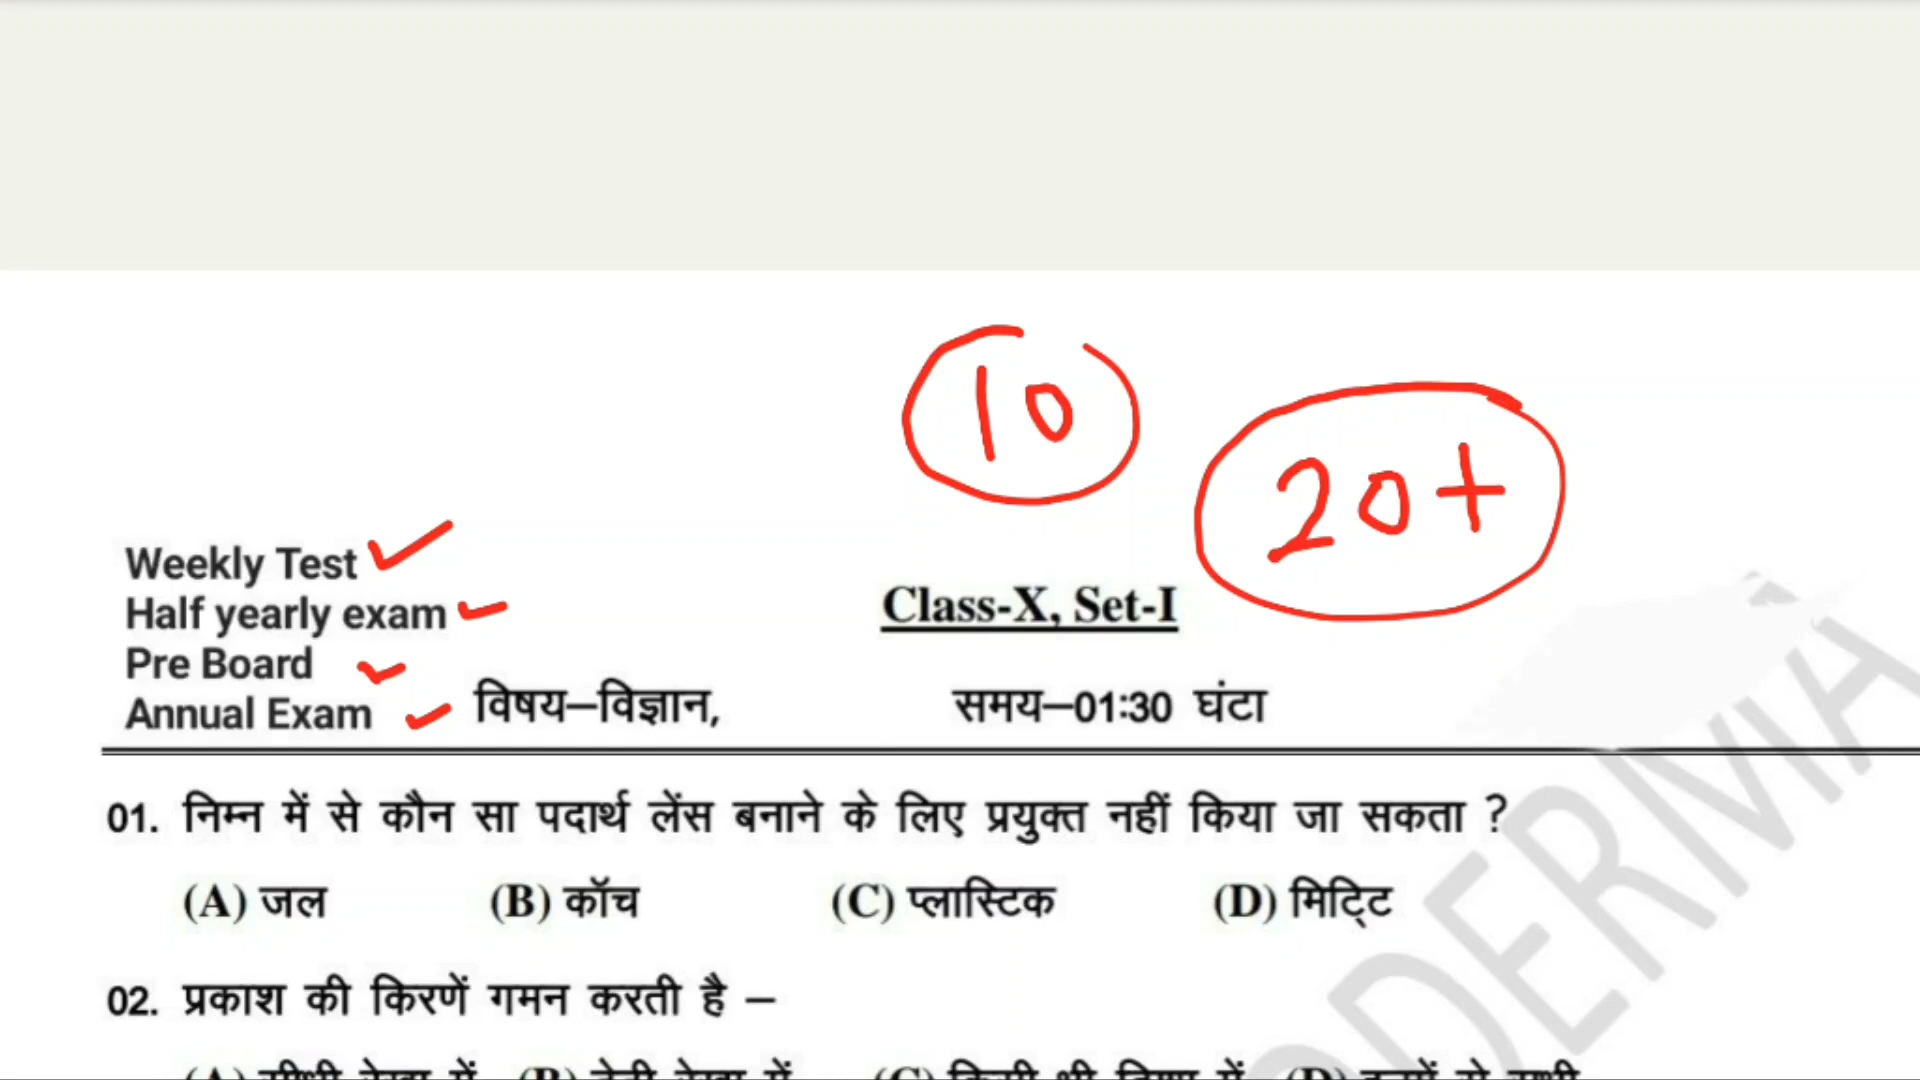 10
20+
Weekly Test
Half yearly exam
Class-X, Set-I
Pre Board
Annual Exam विषय–विज्ञान, समय–01:30 घंटा
01. निम्न में से कौन सा पदार्थ लेंस बनाने के लिए प्रयुक्त नहीं किया जा सकता ?
(A) जल (B) कॉच (C) प्लास्टिक (D) मिट्टि
02. प्रकाश की किरणें गमन करती है –